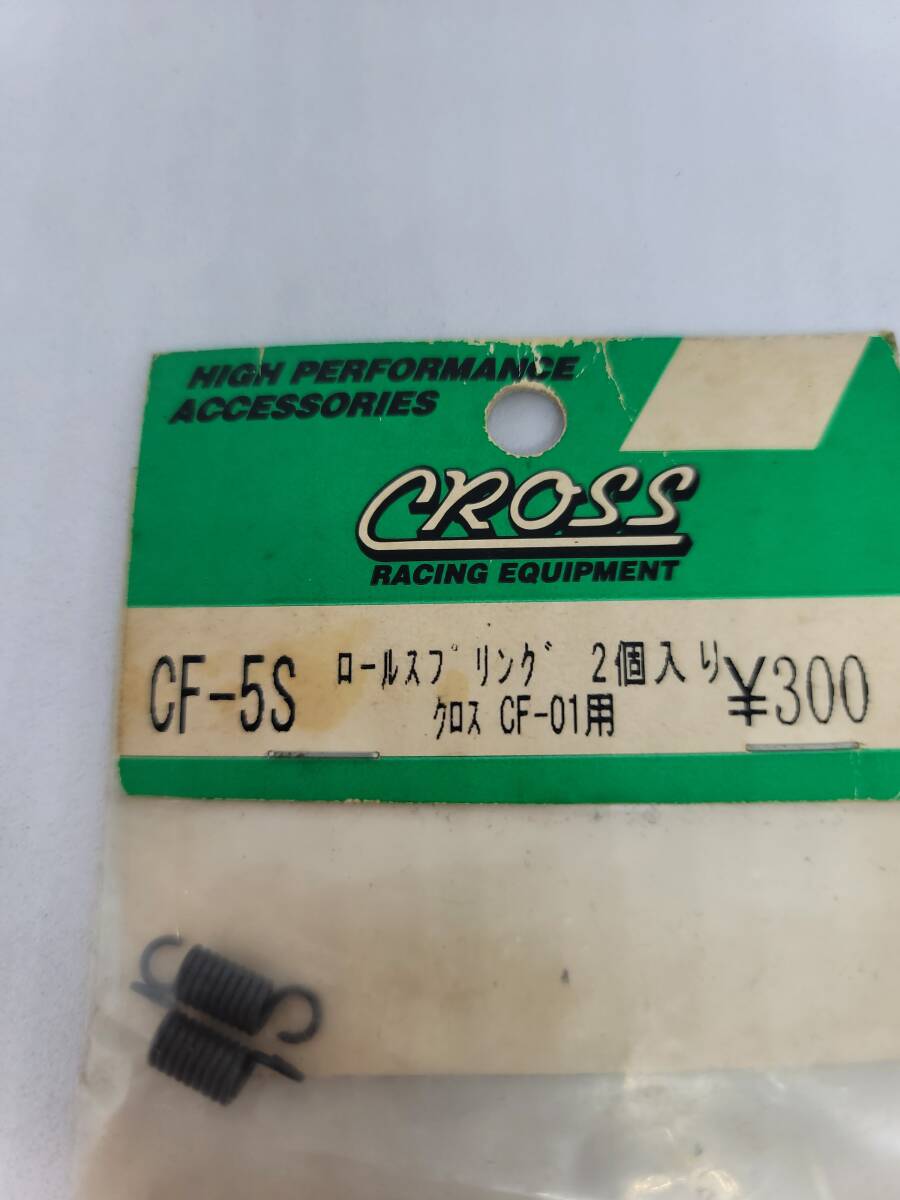 HIGH PERFORMANCE
ACCESSORIES
CROSS
RACING EQUIPMENT
CF-5S ロールスプリング 2個入り ¥300
クロス CF-01用